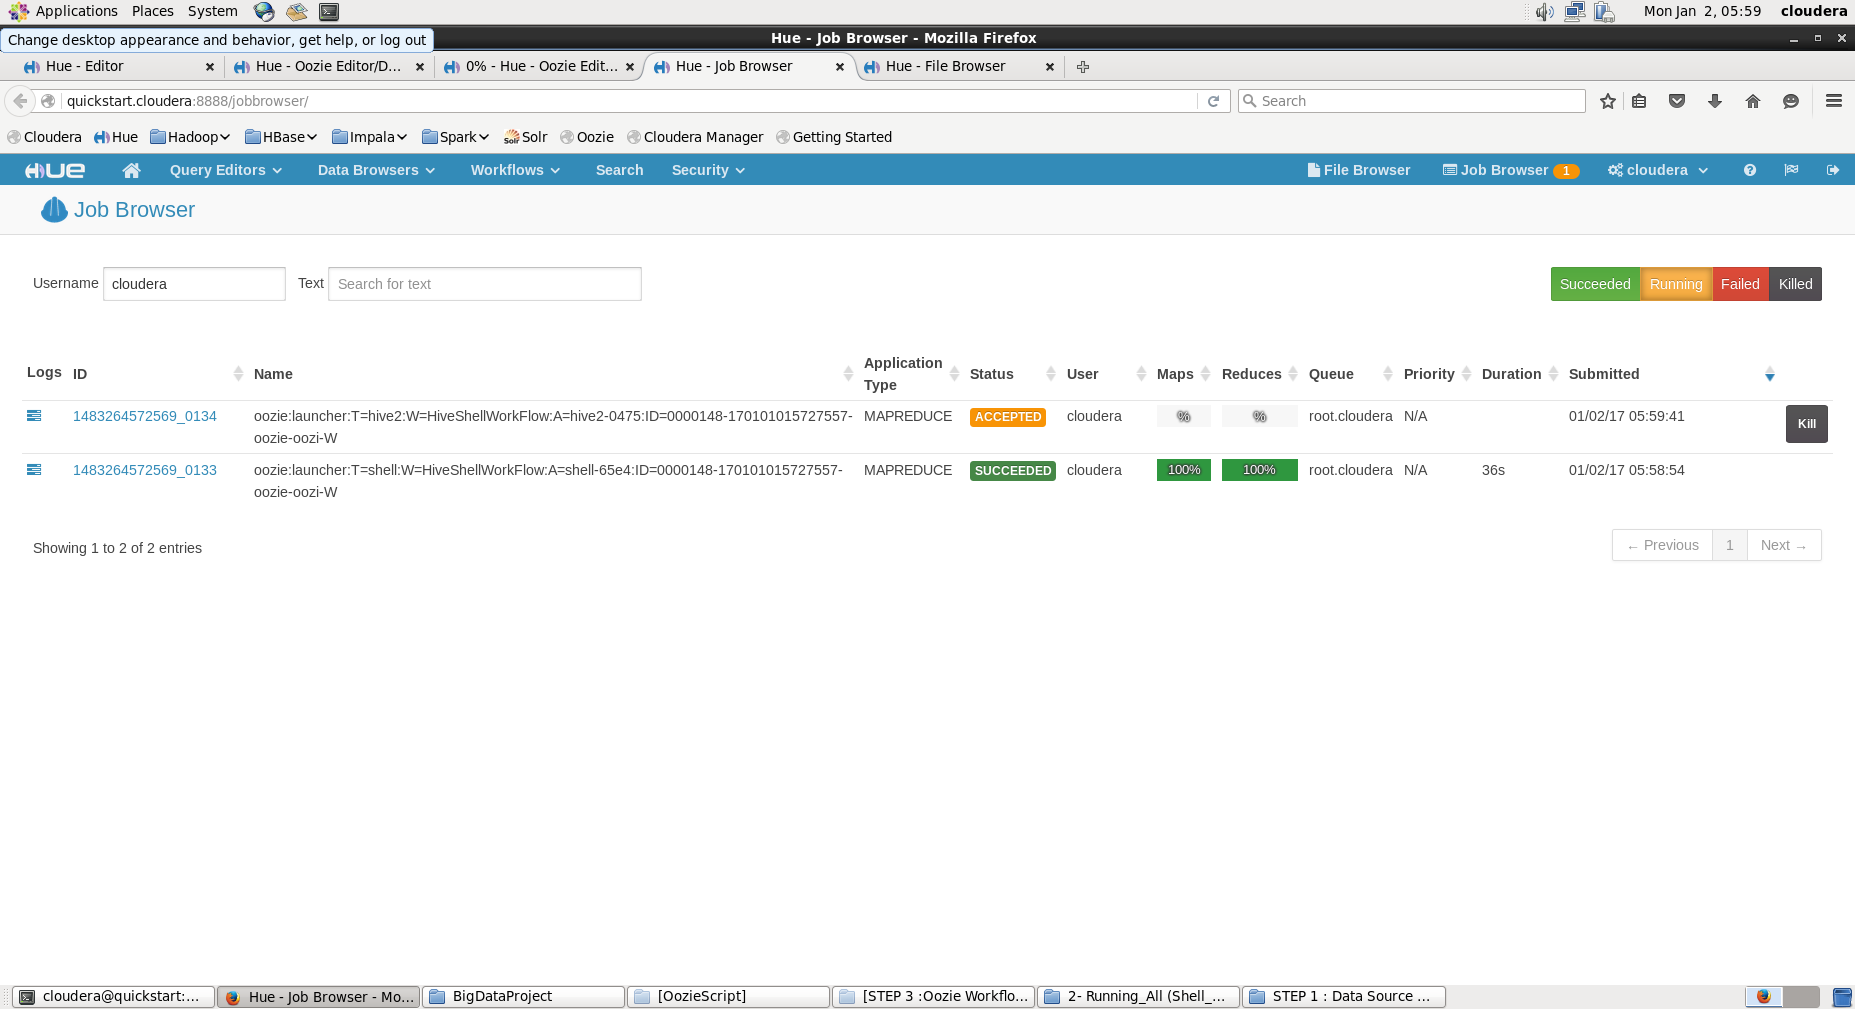 Applications Places System Mon Jan 2, 05:59 cloudera
Change desktop appearance and behavior, get help, or log out
Hue - Job Browser - Mozilla Firefox
Hue - Editor Hue - Oozie Editor/D... 0% - Hue - Oozie Edit... Hue - Job Browser Hue - File Browser
quickstart.cloudera:8888/jobbrowser/ Search
Cloudera Hue Hadoop HBase Impala Spark Solr Oozie Cloudera Manager Getting Started
HUE Query Editors Data Browsers Workflows Search Security File Browser Job Browser 1 cloudera
Job Browser
Username cloudera Text Search for text Succeeded Running Failed Killed
Logs ID Name Application Type Status User Maps Reduces Queue Priority Duration Submitted
1483264572569_0134 oozie:launcher:T=hive2:W=HiveShellWorkFlow:A=hive2-0475:ID=0000148-170101015727557- MAPREDUCE ACCEPTED cloudera % % root.cloudera N/A 01/02/17 05:59:41 Kill
oozie-oozi-W
1483264572569_0133 oozie:launcher:T=shell:W=HiveShellWorkFlow:A=shell-65e4:ID=0000148-170101015727557- MAPREDUCE SUCCEEDED cloudera 100% 100% root.cloudera N/A 36s 01/02/17 05:58:54
oozie-oozi-W
Showing 1 to 2 of 2 entries ← Previous 1 Next →
cloudera@quickstart:... Hue - Job Browser - Mo... BigDataProject [OozieScript] [STEP 3 :Oozie Workflo... 2- Running_All (Shell_... STEP 1 : Data Source ...